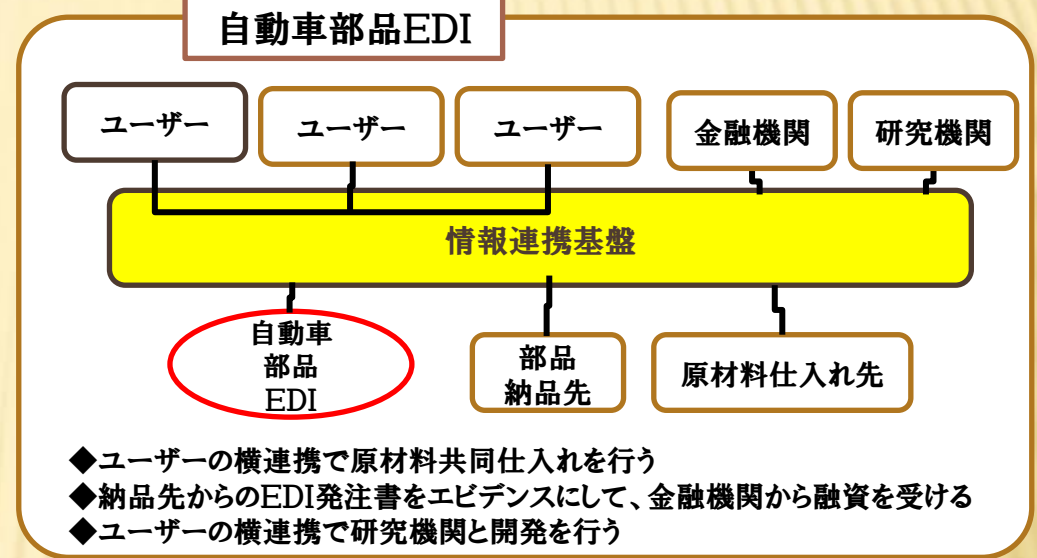 自動車部品EDI
ユーザー
ユーザー
ユーザー
金融機関
研究機関
情報連携基盤
自動車
部品
EDI
部品
納品先
原材料仕入れ先
◆ユーザーの横連携で原材料共同仕入れを行う
◆納品先からのEDI発注書をエビデンスにして、金融機関から融資を受ける
◆ユーザーの横連携で研究機関と開発を行う